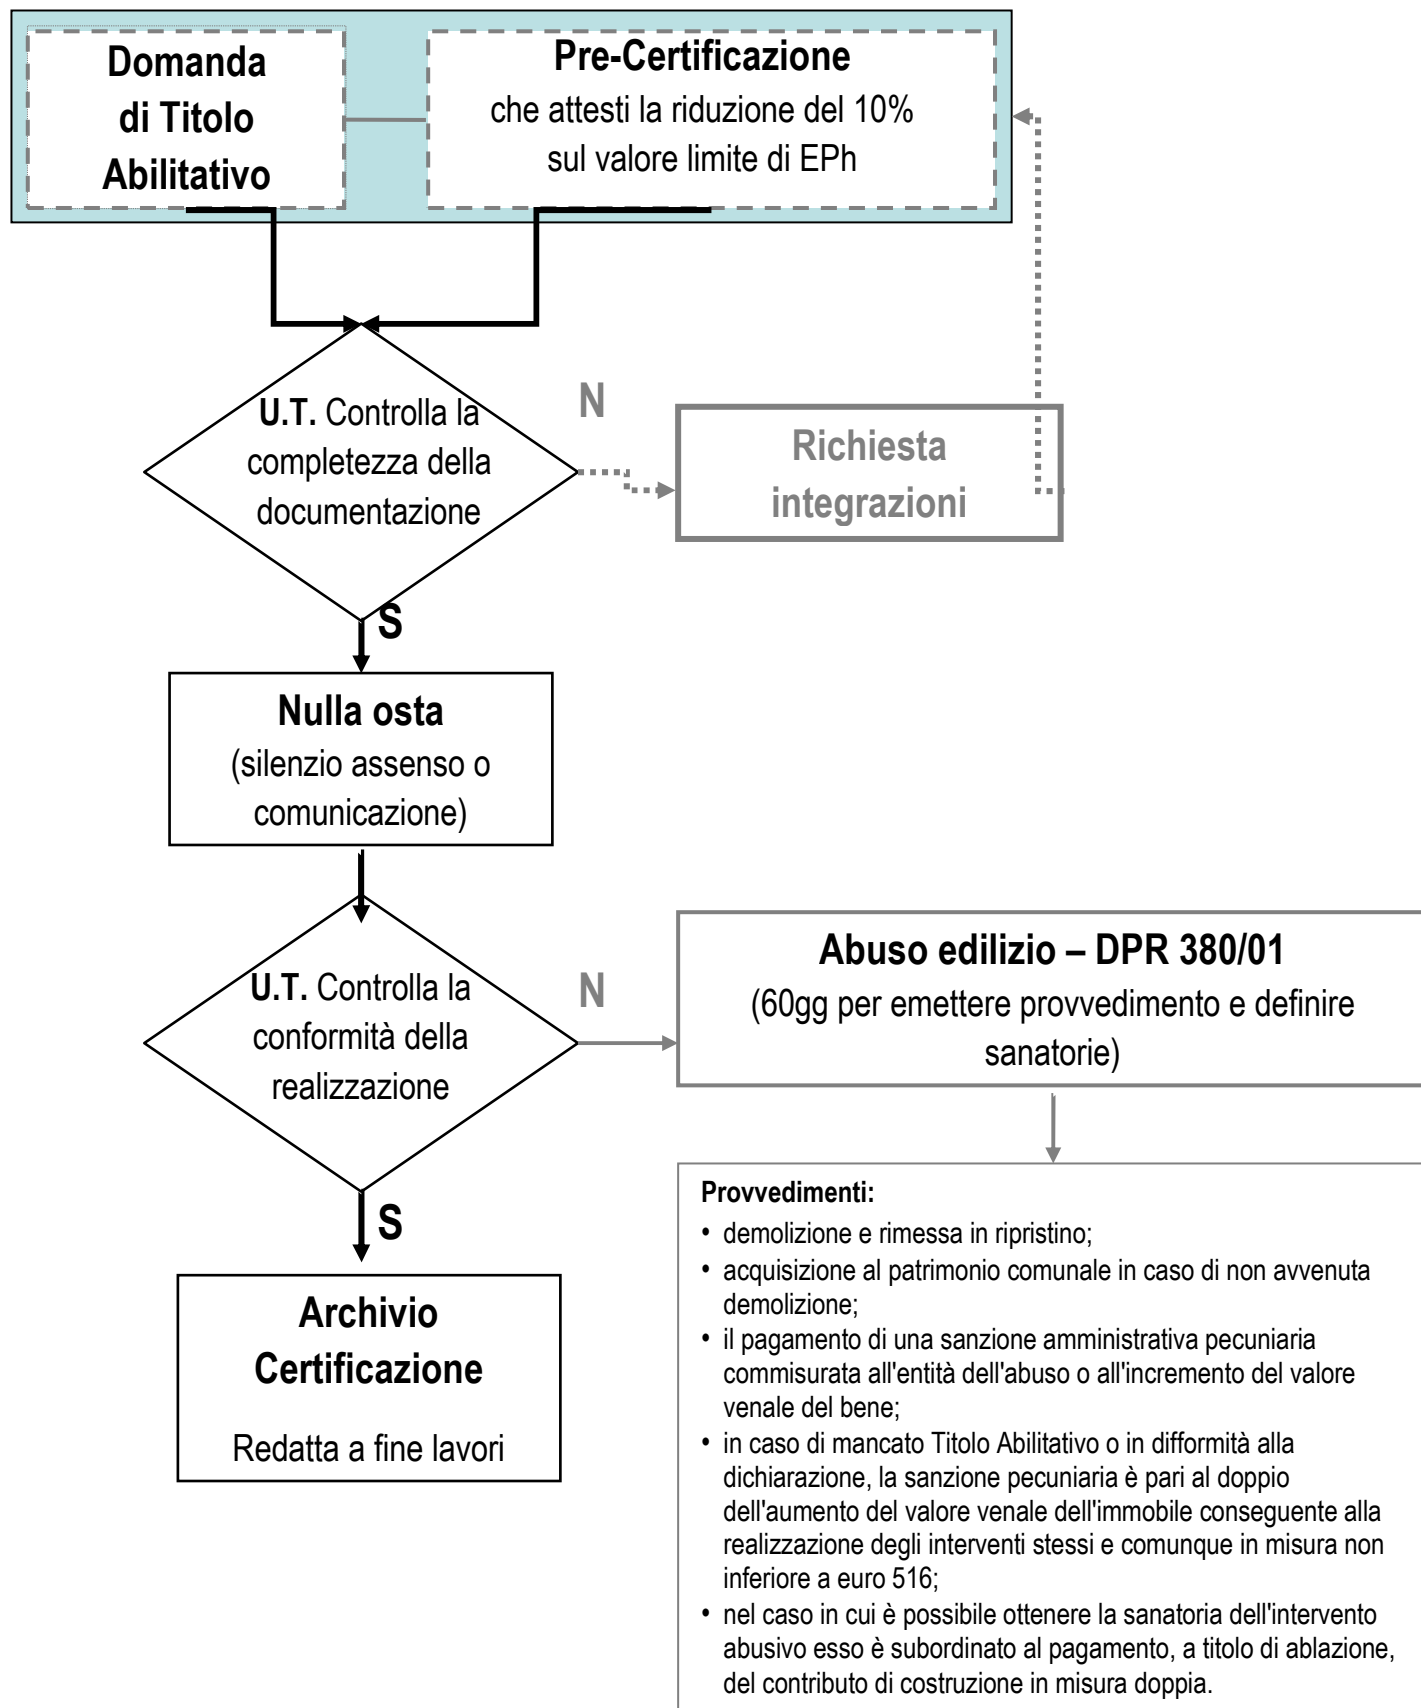 Domanda
di Titolo
Abilitativo
Pre-Certificazione
che attesti la riduzione del 10%
sul valore limite di EPh
U.T. Controlla la
completezza della
documentazione
N
Richiesta
integrazioni
S
Nulla osta
(silenzio assenso o
comunicazione)
U.T. Controlla la
conformità della
realizzazione
N
Abuso edilizio – DPR 380/01
(60gg per emettere provvedimento e definire
sanatorie)
S
Archivio
Certificazione
Redatta a fine lavori
Provvedimenti:
• demolizione e rimessa in ripristino;
• acquisizione al patrimonio comunale in caso di non avvenuta
demolizione;
• il pagamento di una sanzione amministrativa pecuniaria
commisurata all'entità dell'abuso o all'incremento del valore
venale del bene;
• in caso di mancato Titolo Abilitativo o in difformità alla
dichiarazione, la sanzione pecuniaria è pari al doppio
dell'aumento del valore venale dell'immobile conseguente alla
realizzazione degli interventi stessi e comunque in misura non
inferiore a euro 516;
• nel caso in cui è possibile ottenere la sanatoria dell'intervento
abusivo esso è subordinato al pagamento, a titolo di ablazione,
del contributo di costruzione in misura doppia.